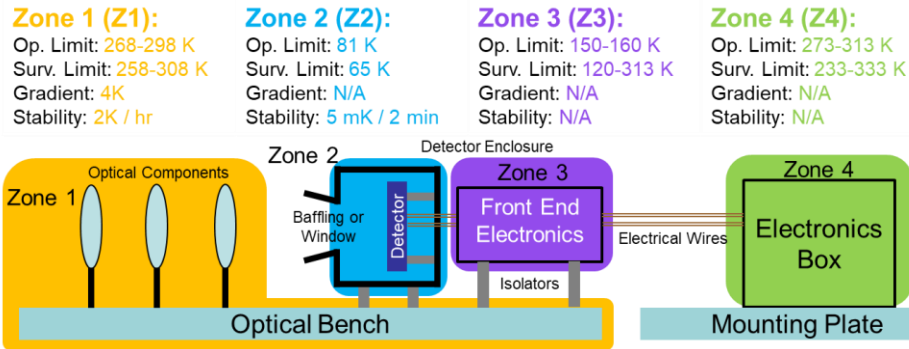 Zone 1 (Z1):
Op. Limit: 268-298 K
Surv. Limit: 258-308 K
Gradient: 4K
Stability: 2K / hr
Zone 2 (Z2):
Op. Limit: 81 K
Surv. Limit: 65 K
Gradient: N/A
Stability: 5 mK / 2 min
Zone 3 (Z3):
Op. Limit: 150-160 K
Surv. Limit: 120-313 K
Gradient: N/A
Stability: N/A
Zone 4 (Z4):
Op. Limit: 273-313 K
Surv. Limit: 233-333 K
Gradient: N/A
Stability: N/A
Optical Components
Zone 1
Zone 2
Detector Enclosure
Baffling or
Window
Detector
Zone 3
Front End
Electronics
Isolators
Electrical Wires
Zone 4
Electronics
Box
Optical Bench
Mounting Plate